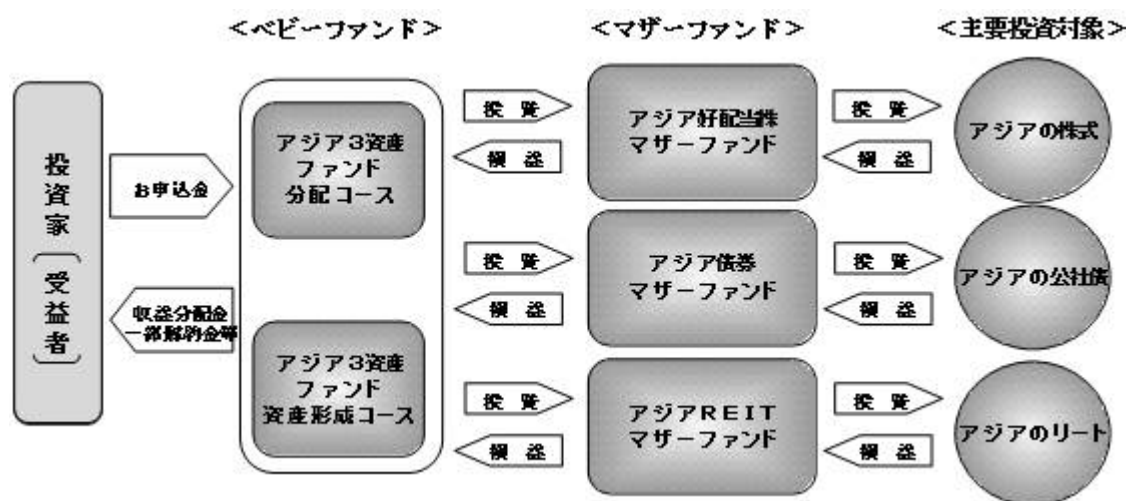 ＜ベビーファンド＞
＜マザーファンド＞
＜主要投資対象＞
投資家
受益者
お申込金
収益分配金
一部解約金等
アジア３資産
ファンド
分配コース
アジア３資産
ファンド
資産形成コース
投資
損益
アジア好配当株
マザーファンド
投資
損益
アジアの株式
投資
損益
アジア債券
マザーファンド
投資
損益
アジアの公社債
投資
損益
アジアＲＥＩＴ
マザーファンド
投資
損益
アジアのリート